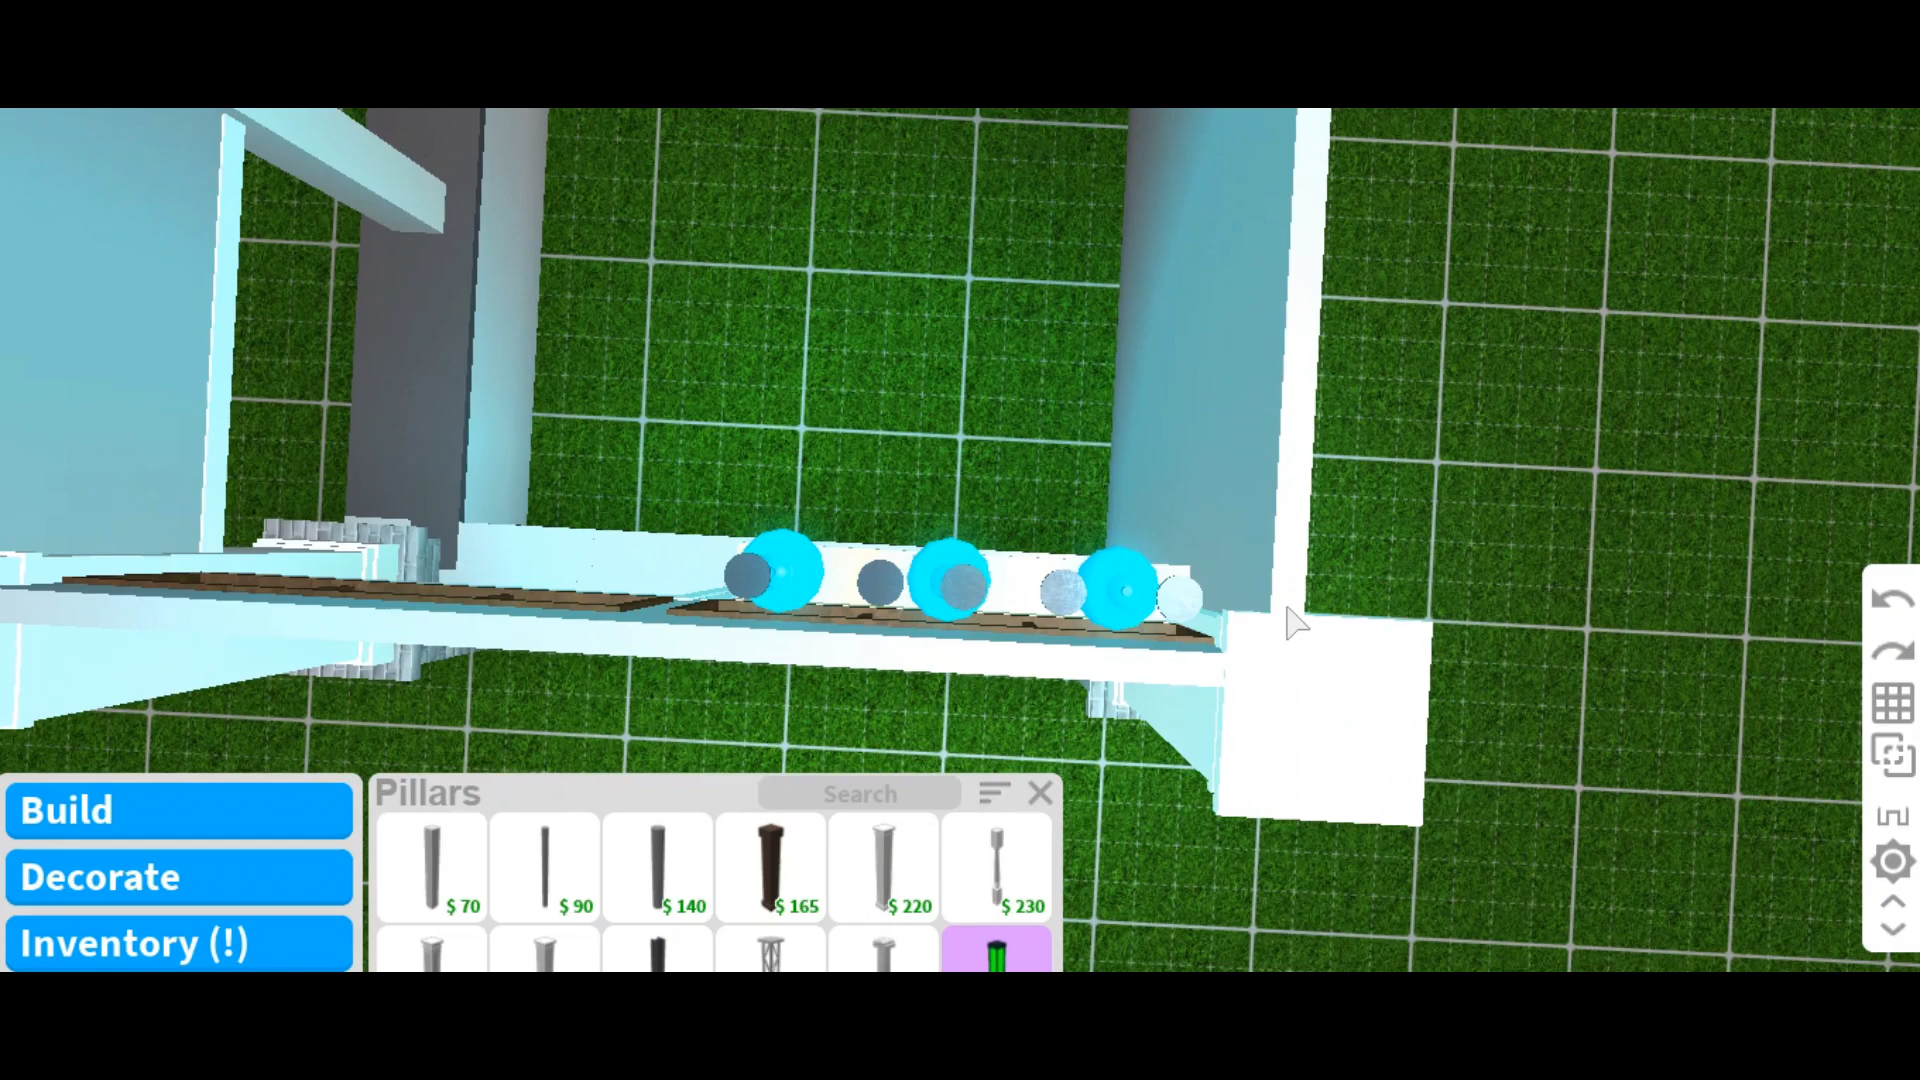 Build
Decorate
Inventory (!)
Pillars
Search
$ 70
$ 90
$ 140
$ 165
$ 220
$ 230